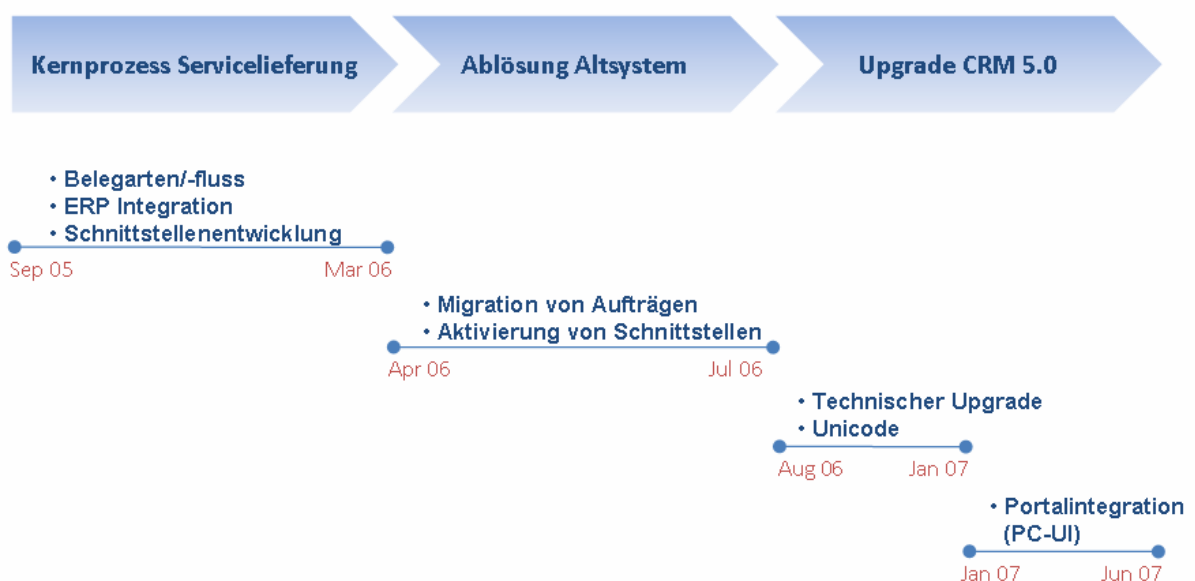 Kernprozess Servicelieferung
Ablösung Altsystem
Upgrade CRM 5.0
• Belegarten/-fluss
• ERP Integration
• Schnittstellenentwicklung
Sep 05
Mar 06
• Migration von Aufträgen
• Aktivierung von Schnittstellen
Apr 06
Jul 06
• Technischer Upgrade
• Unicode
Aug 06
Jan 07
• Portalintegration
(PC-UI)
Jan 07
Jun 07